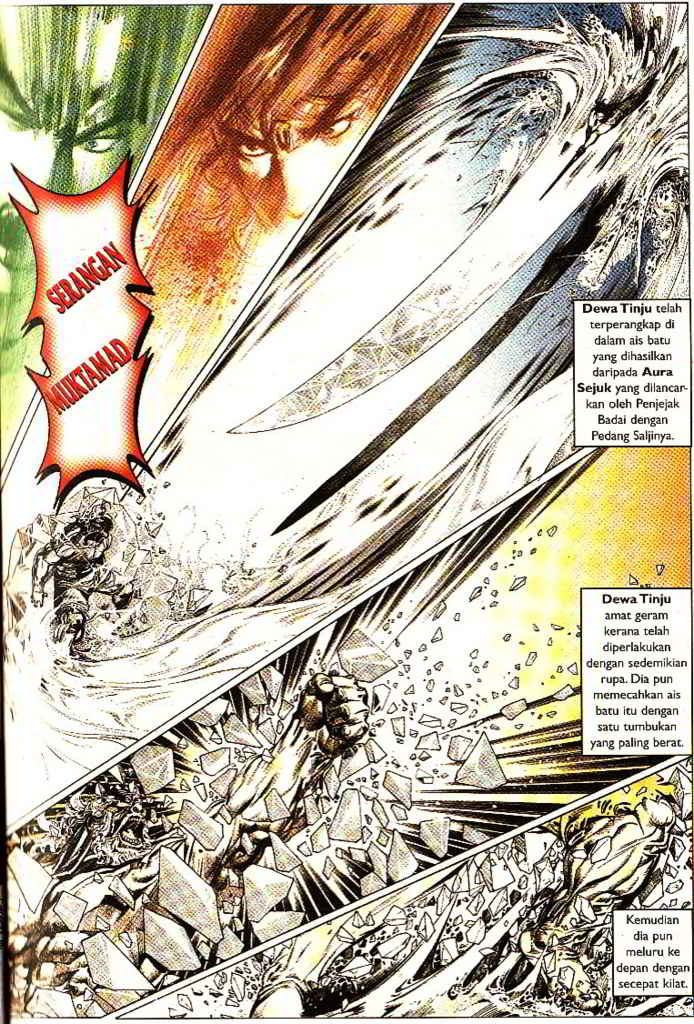 SERANGAN
MUKTAMAD
Dewa Tinju telah
terperangkap di
dalam ais batu
yang dihasilkan
daripada Aura
Sejuk yang dilancar-
kan oleh Penjejak
Badai dengan
Pedang Saljinya.
Dewa Tinju
amat geram
kerana telah
diperlakukan
dengan sedemikian
rupa. Dia pun
memecahkan ais
batu itu dengan
satu tumbukan
yang paling berat.
Kemudian
dia pun
meluru ke
depan dengan
secepat kilat.